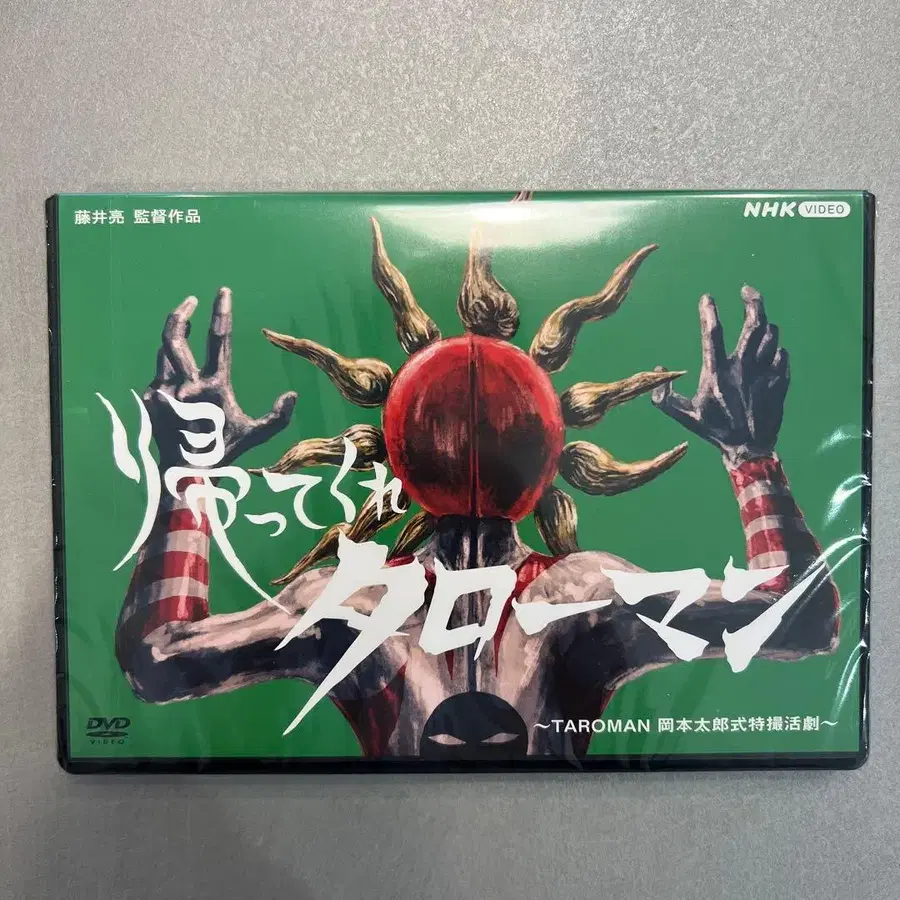 藤井亮 監督作品
NHK VIDEO
帰ってくれ
タローマン
~TAROMAN 岡本太郎式特撮活劇~
DVD
VIDEO